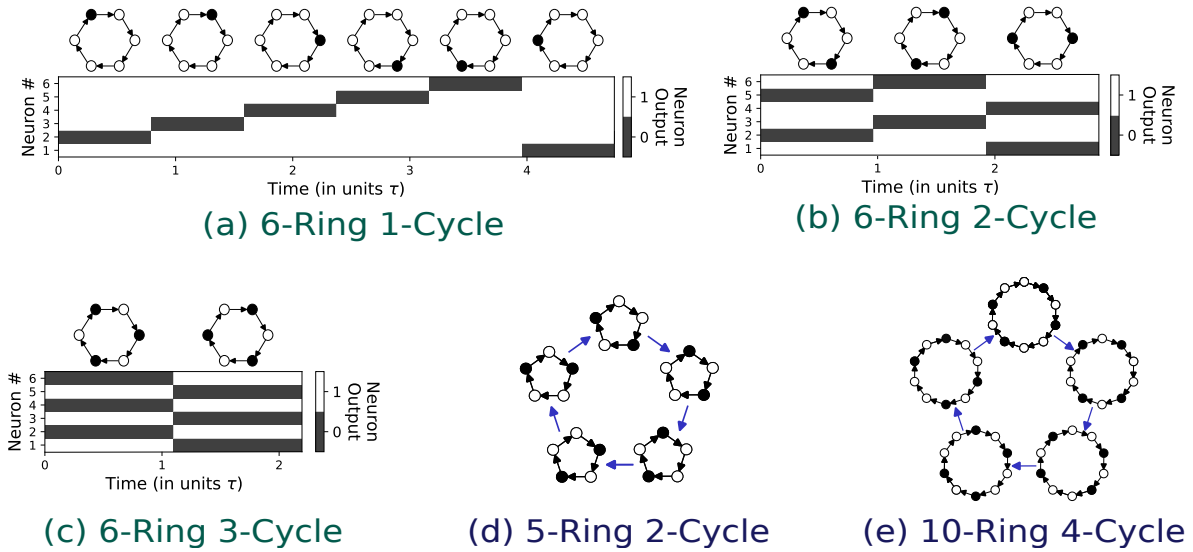 Neuron #
6
5
4
3
2
1
0
1
2
3
4
Time (in units τ)
1
0
Neuron
Output
(a) 6-Ring 1-Cycle
Neuron #
6
5
4
3
2
1
0
1
2
Time (in units τ)
1
0
Neuron
Output
(b) 6-Ring 2-Cycle
Neuron #
6
5
4
3
2
1
0
1
2
Time (in units τ)
1
0
Neuron
Output
(c) 6-Ring 3-Cycle
(d) 5-Ring 2-Cycle
(e) 10-Ring 4-Cycle